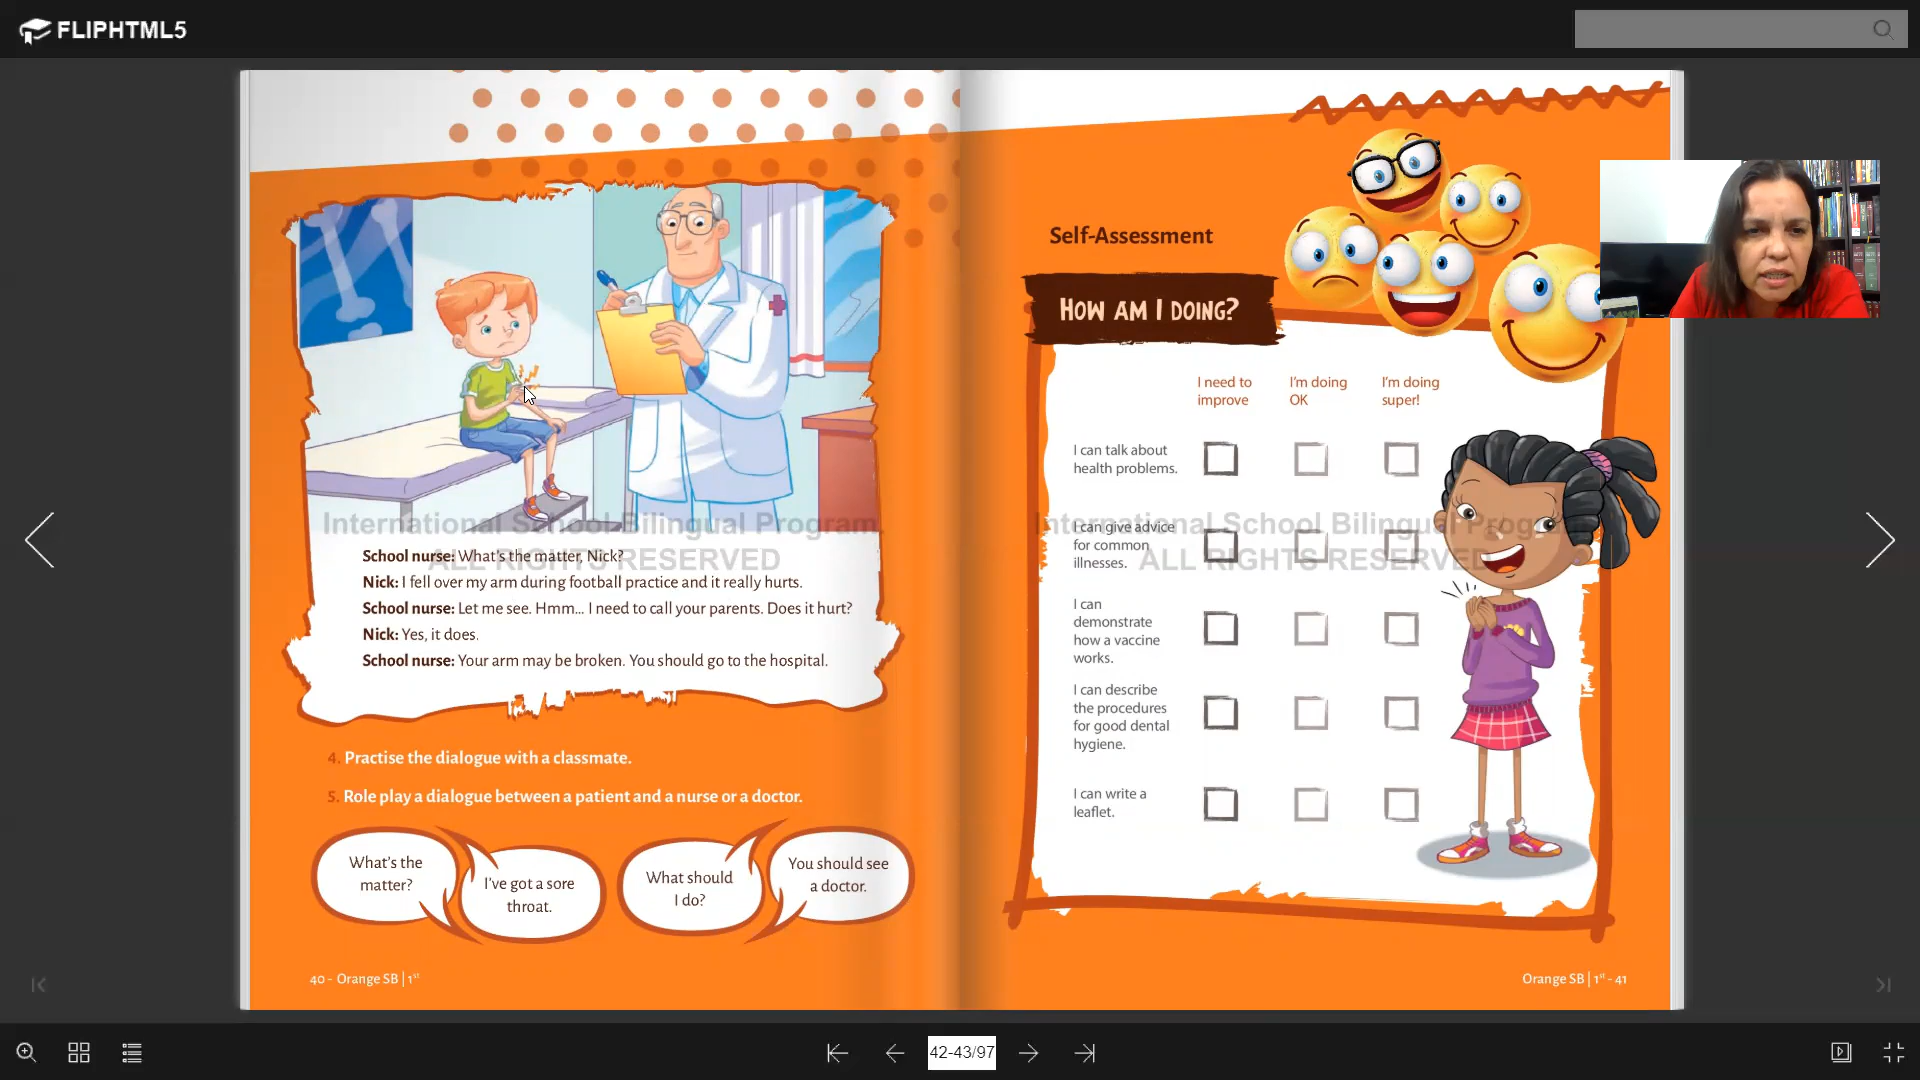 FLIPHTML5
School nurse: What's the matter, Nick?
Nick: I fell over my arm during football practice and it really hurts.
School nurse: Let me see. Hmm... I need to call your parents. Does it hurt?
Nick: Yes, it does.
School nurse: Your arm may be broken. You should go to the hospital.
International School Bilingual Program
ALL RIGHTS RESERVED
4. Practise the dialogue with a classmate.
5. Role play a dialogue between a patient and a nurse or a doctor.
What's the
matter?
I've got a sore
throat.
What should
I do?
You should see
a doctor.
40 - Orange SB | 1st
Self-Assessment
HOW AM I DOING?
I need to
improve
I'm doing
OK
I'm doing
super!
I can talk about
health problems.
I can give advice
for common
illnesses.
I can
demonstrate
how a vaccine
works.
I can describe
the procedures
for good dental
hygiene.
I can write a
leaflet.
International School Bilingual Program
ALL RIGHTS RESERVED
Orange SB | 1st - 41
42-43/97